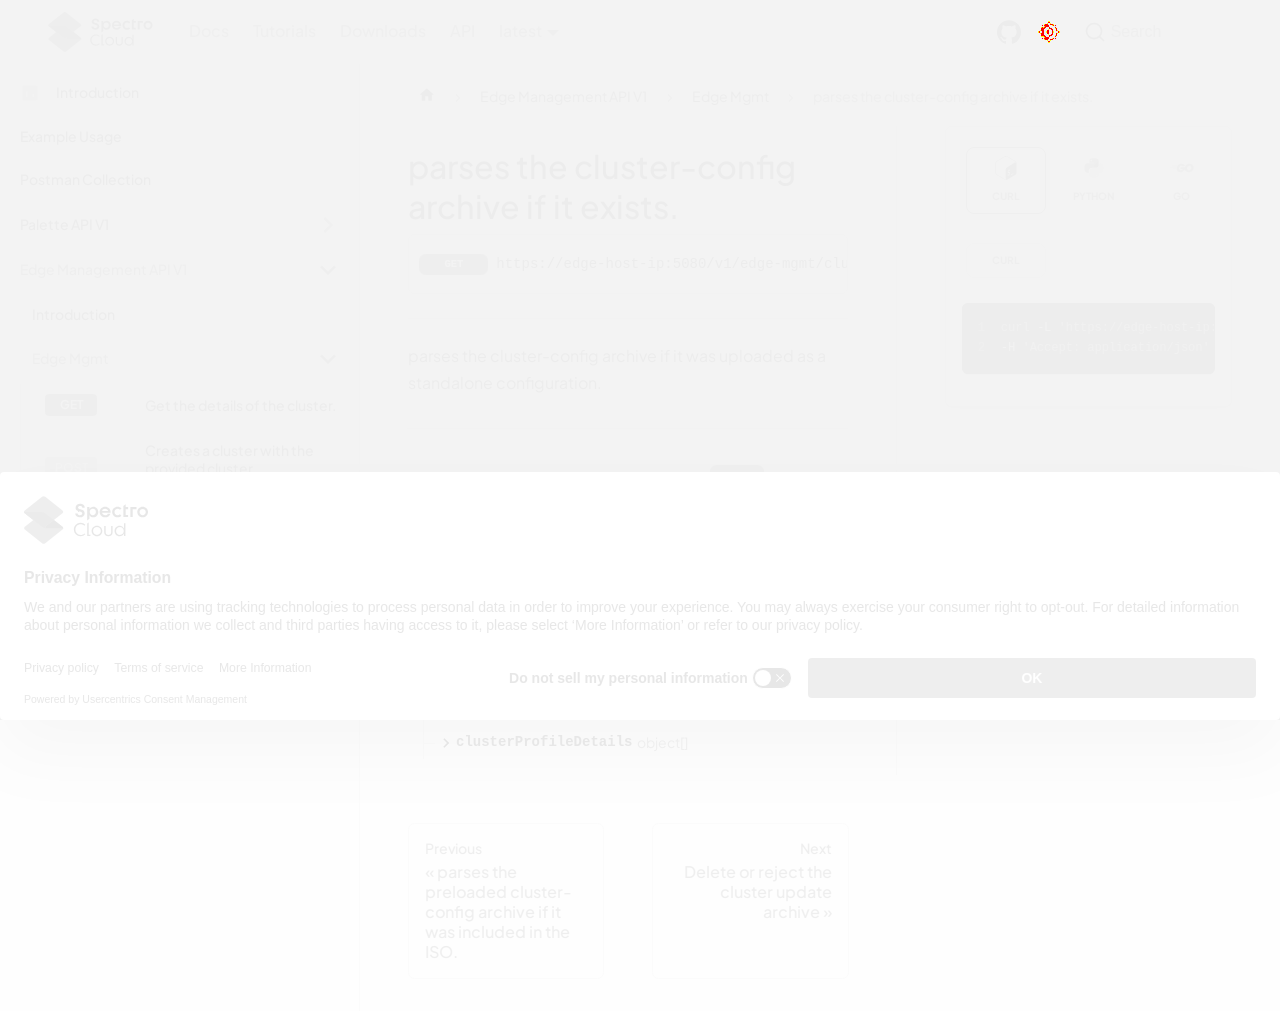 Spectro Cloud
Docs
Tutorials
Downloads
API
latest
Search
Introduction
Example Usage
Postman Collection
Palette API V1
Edge Management API V1
Introduction
Edge Mgmt
GET
Get the details of the cluster.
Creates a cluster with the
provided cluster
Edge Management API V1
Edge Mgmt
parses the cluster-config archive if it exists.
parses the cluster-config
archive if it exists.
GET
https://edge-host-ip:5080/v1/edge-mgmt/clu
parses the cluster-config archive if it was uploaded as a
standalone configuration.
CURL
PYTHON
GO
CURL
Spectro
Cloud
Privacy Information
We and our partners are using tracking technologies to process personal data in order to improve your experience. You may always exercise your consumer right to opt-out. For detailed information
about personal information we collect and third parties having access to it, please select ‘More Information’ or refer to our privacy policy.
Privacy policy
Terms of service
More Information
Powered by Usercentrics Consent Management
Do not sell my personal information
OK
clusterProfileDetails object[]
Previous
« parses the
preloaded cluster-
config archive if it
was included in the
ISO.
Next
Delete or reject the
cluster update
archive »